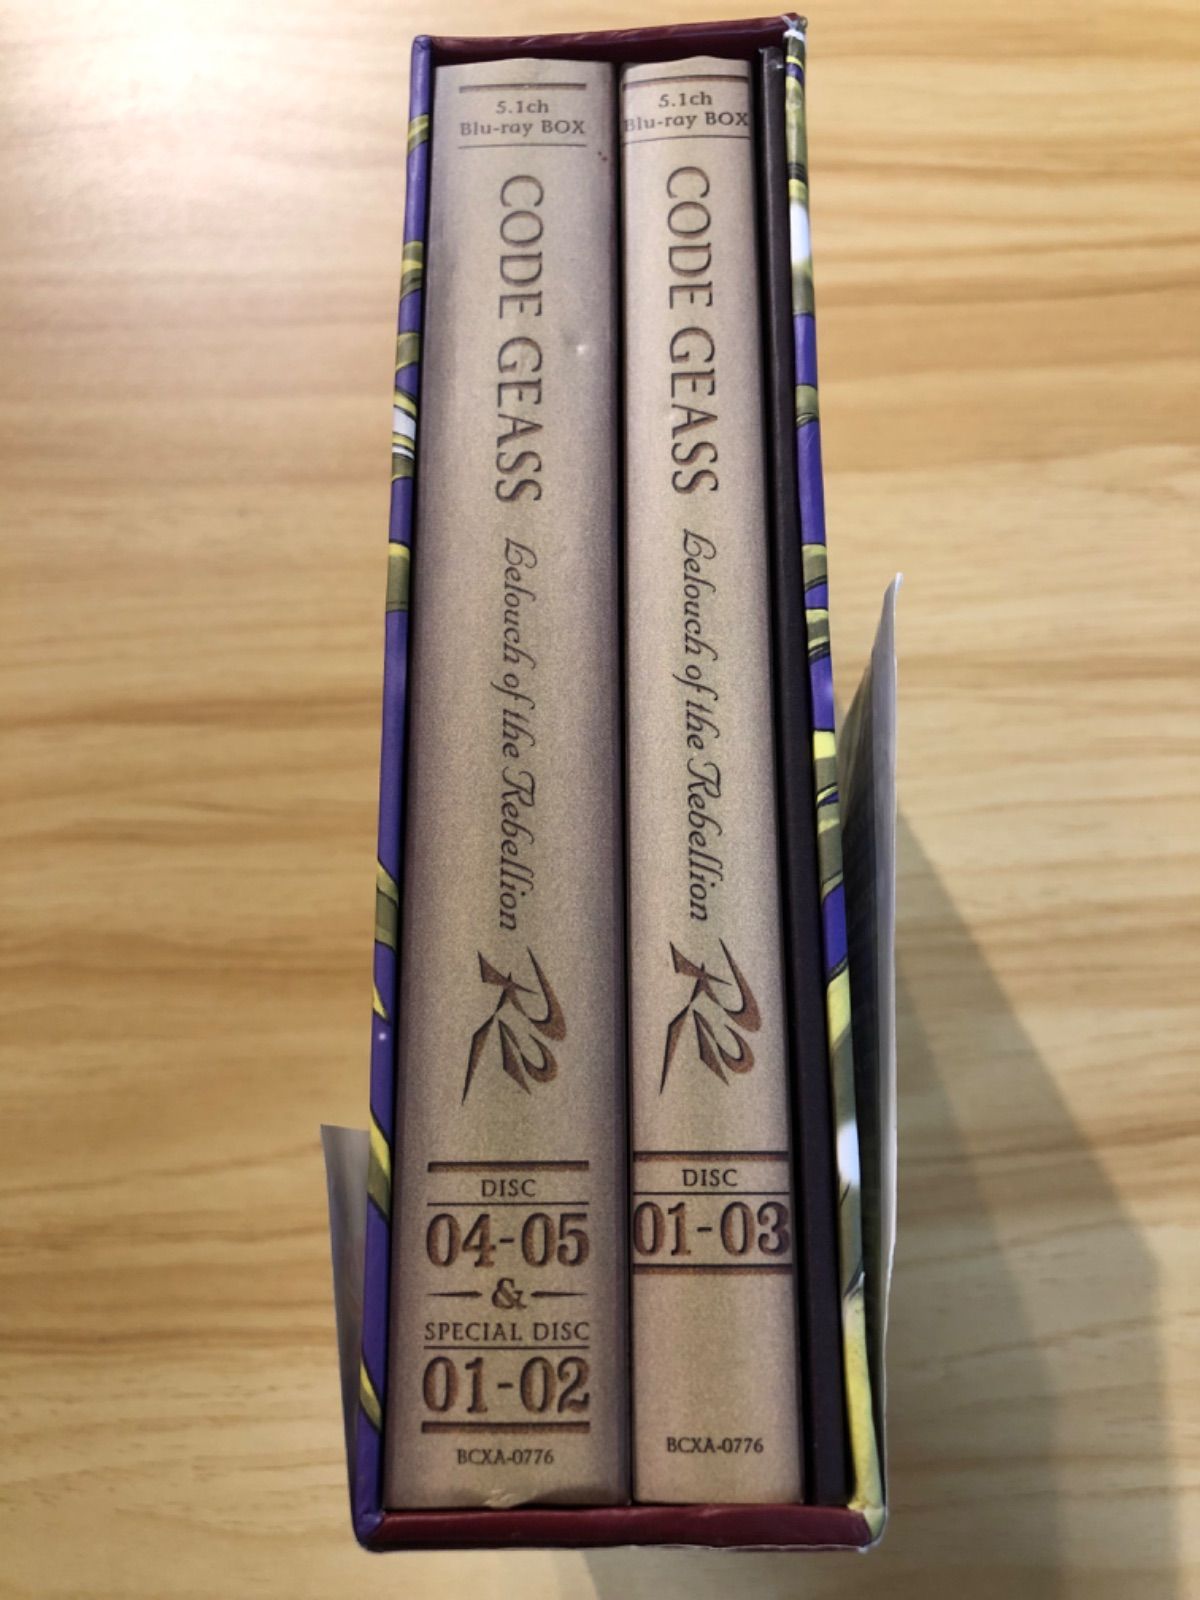 5.1ch
Blu-ray BOX
CODE GEASS Lelouch of the Rebellion R2
DISC
04-05
&
SPECIAL DISC
01-02
BCXA-0776
5.1ch
Blu-ray BOX
CODE GEASS Lelouch of the Rebellion R2
DISC
01-03
BCXA-0776